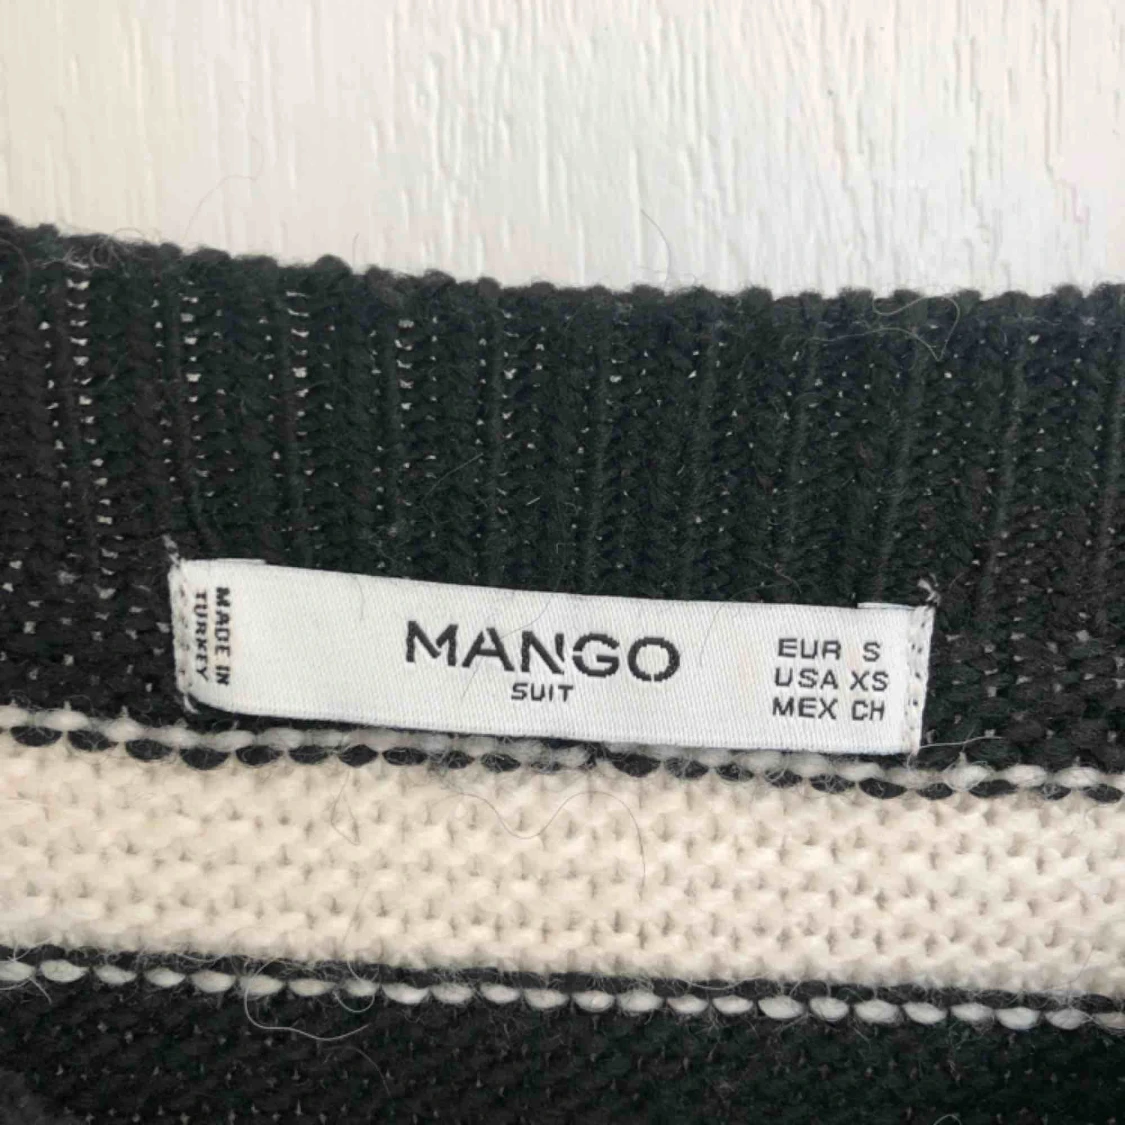 MADE IN
TURKEY
MANGO
SUIT
EUR S
USA XS
MEX CH